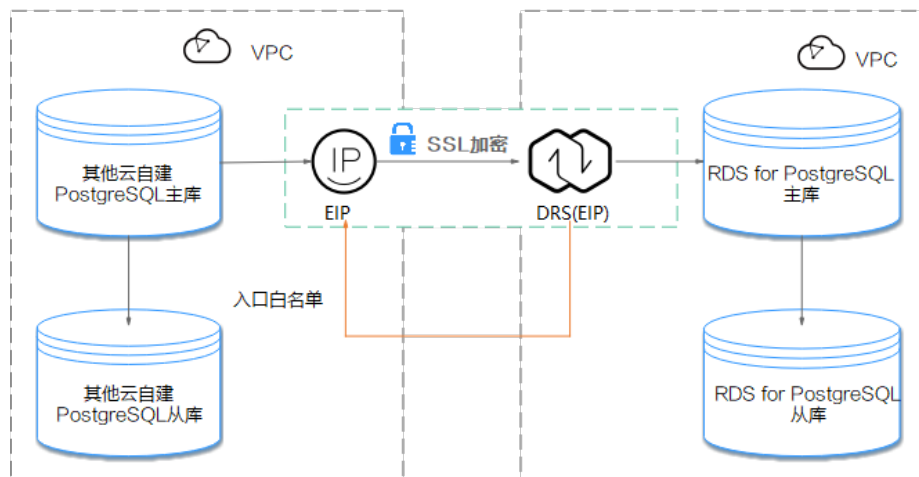 VPC
VPC
其他云自建
PostgreSQL主库
IP
EIP
SSL加密
DRS(EIP)
RDS for PostgreSQL
主库
入口白名单
其他云自建
PostgreSQL从库
RDS for PostgreSQL
从库